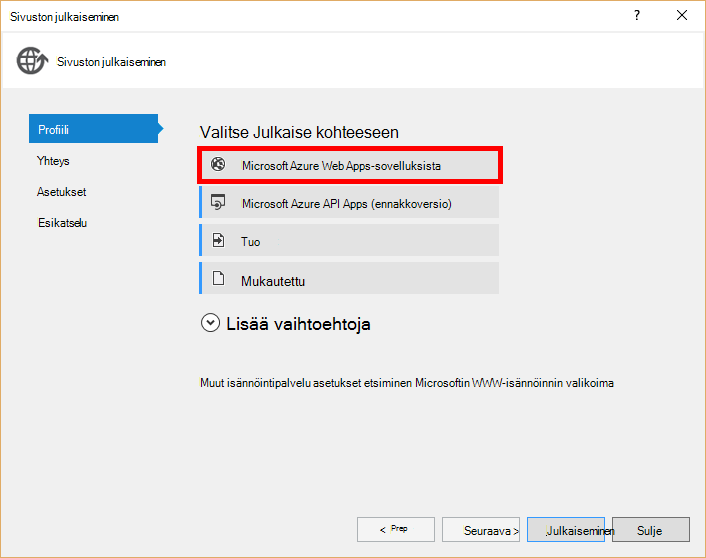 Sivuston julkaiseminen
?
Sivuston julkaiseminen
Profiili
Yhteys
Asetukset
Esikatselu
Valitse Julkaise kohteeseen
Microsoft Azure Web Apps-sovelluksista
Microsoft Azure API Apps (ennakkoversio)
Tuo
Mukautettu
Lisää vaihtoehtoja
Muut isännöintipalvelu asetukset etsiminen Microsoftin WWW-isännöinnin valikoima
< Prep
Seuraava >
Julkaiseminen
Sulje